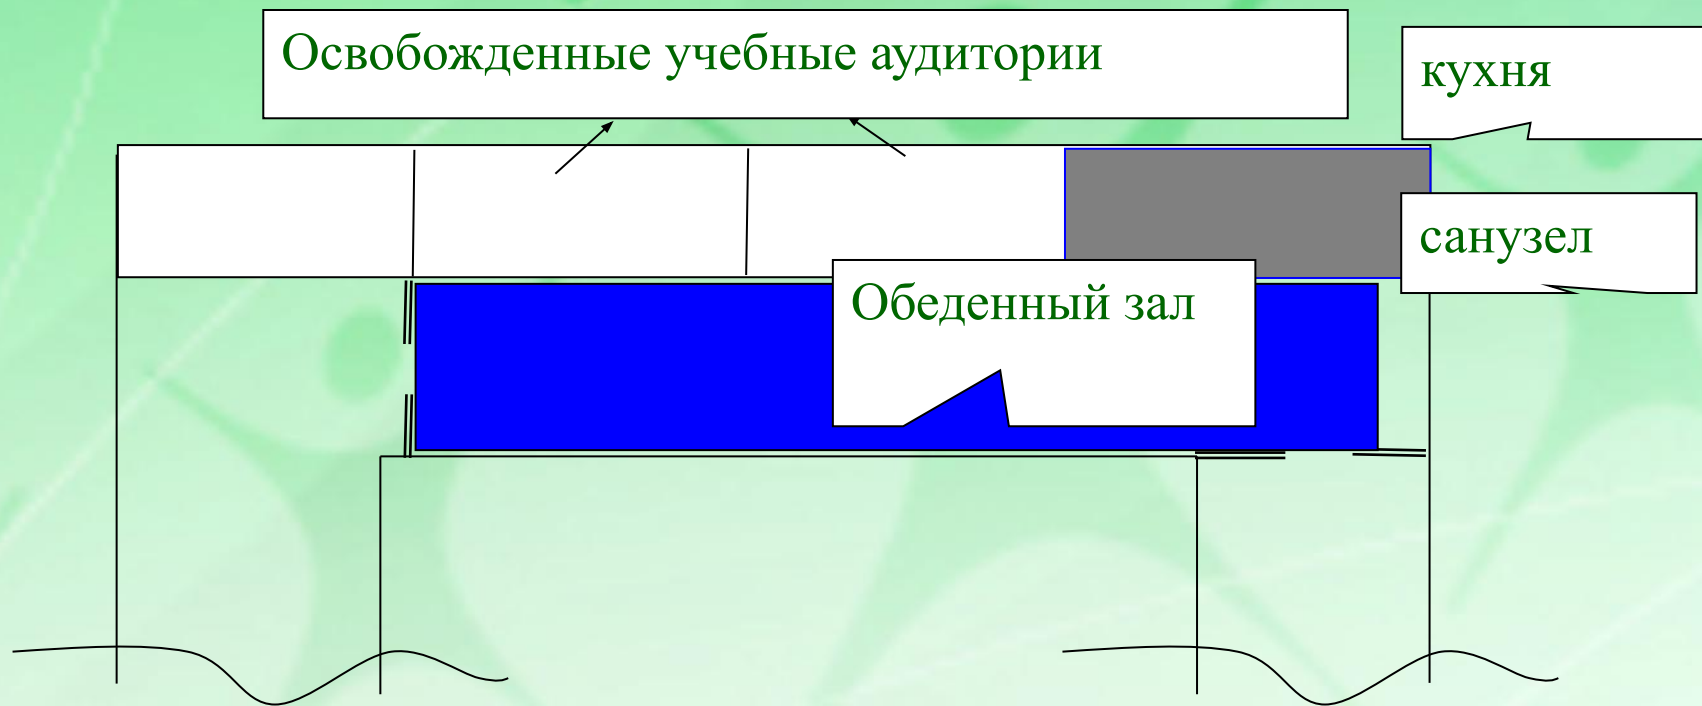 Освобожденные учебные аудитории
кухня
санузел
Обеденный зал